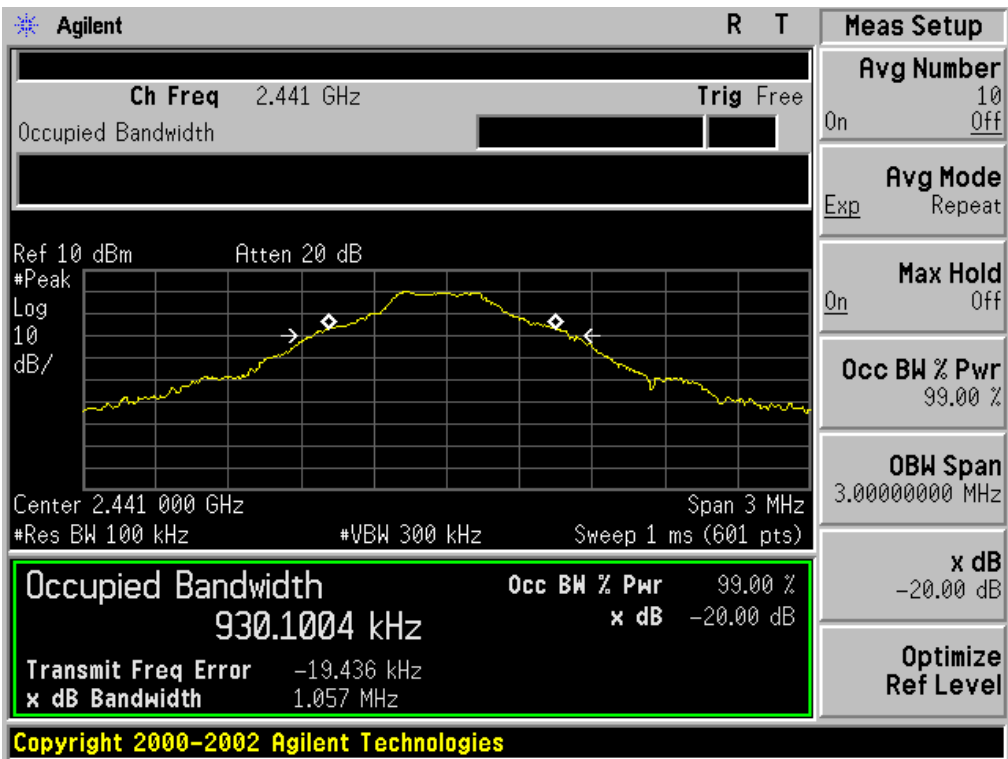 Agilent R T
Ch Freq 2.441 GHz Trig Free
Occupied Bandwidth
Ref 10 dBm Atten 20 dB
#Peak
Log
10
dB/
Center 2.441 000 GHz Span 3 MHz
#Res BW 100 kHz #VBW 300 kHz Sweep 1 ms (601 pts)
Occupied Bandwidth Occ BW % Pwr 99.00 %
930.1004 kHz x dB -20.00 dB
Transmit Freq Error -19.436 kHz
x dB Bandwidth 1.057 MHz
Copyright 2000-2002 Agilent Technologies
Meas Setup
Avg Number
10
On Off
Avg Mode
Exp Repeat
Max Hold
On Off
Occ BW % Pwr
99.00 %
OBW Span
3.00000000 MHz
x dB
-20.00 dB
Optimize
Ref Level